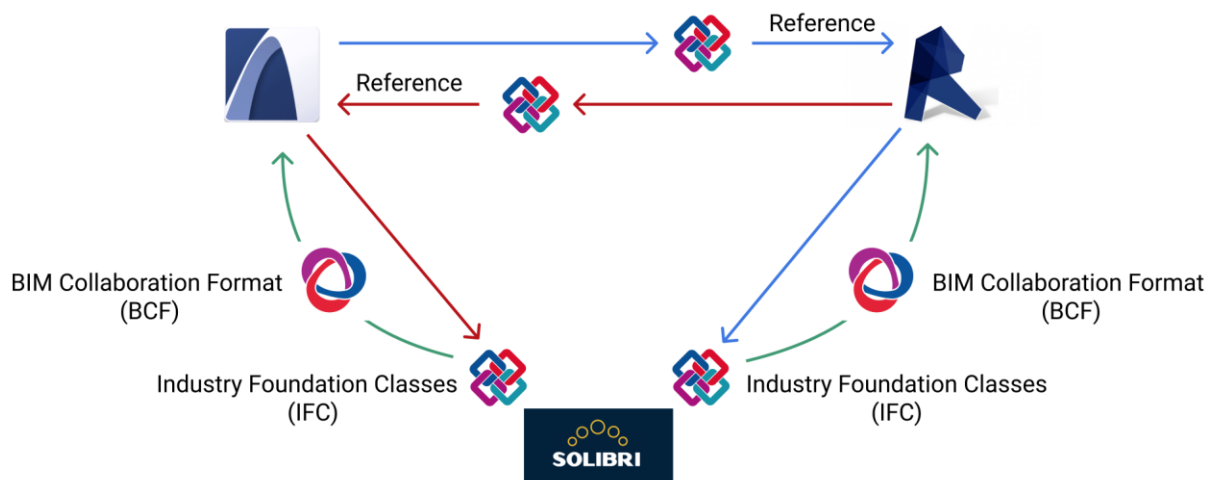 Reference
Reference
BIM Collaboration Format
(BCF)
BIM Collaboration Format
(BCF)
Industry Foundation Classes
(IFC)
Industry Foundation Classes
(IFC)
SOLIBRI